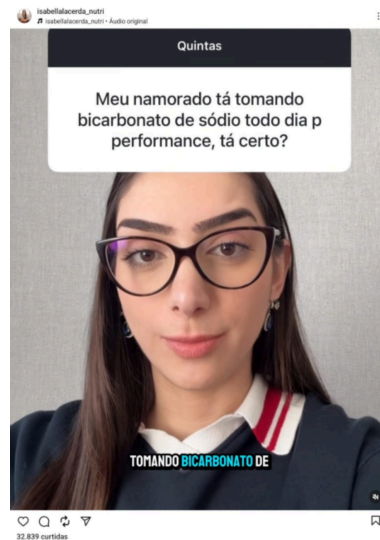 isabellalacerda_nutri
isabellalacerda_nutri • Áudio original
Quintas
Meu namorado tá tomando
bicarbonato de sódio todo dia p
performance, tá certo?
TOMANDO BICARBONATO DE
32.839 curtidas